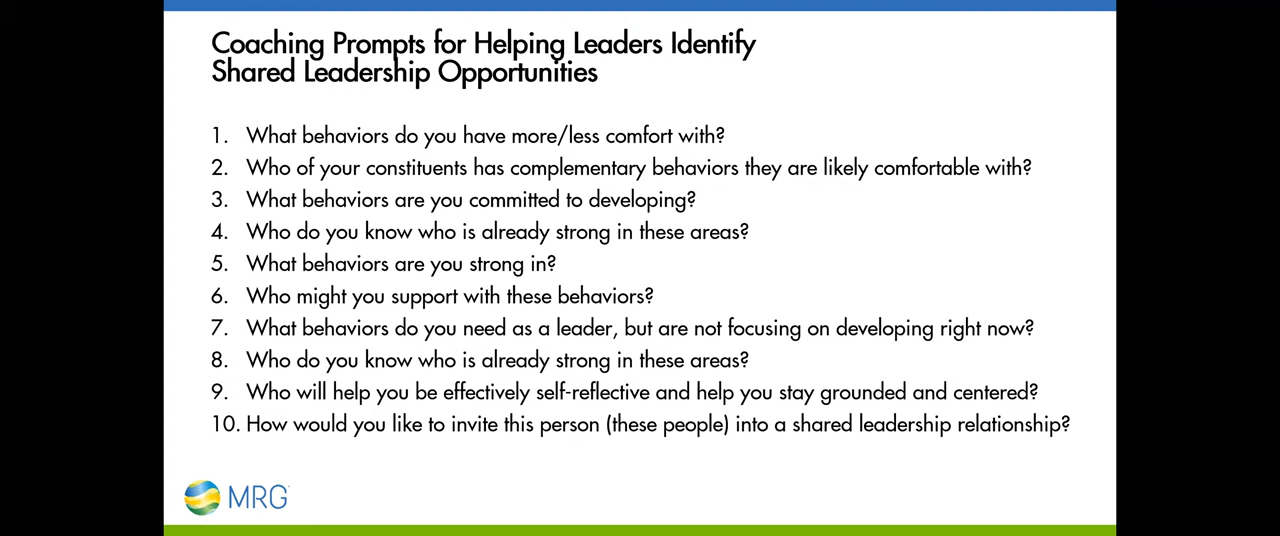 Coaching Prompts for Helping Leaders Identify
Shared Leadership Opportunities
1. What behaviors do you have more/less comfort with?
2. Who of your constituents has complementary behaviors they are likely comfortable with?
3. What behaviors are you committed to developing?
4. Who do you know who is already strong in these areas?
5. What behaviors are you strong in?
6. Who might you support with these behaviors?
7. What behaviors do you need as a leader, but are not focusing on developing right now?
8. Who do you know who is already strong in these areas?
9. Who will help you be effectively self-reflective and help you stay grounded and centered?
10. How would you like to invite this person (these people) into a shared leadership relationship?
MRG